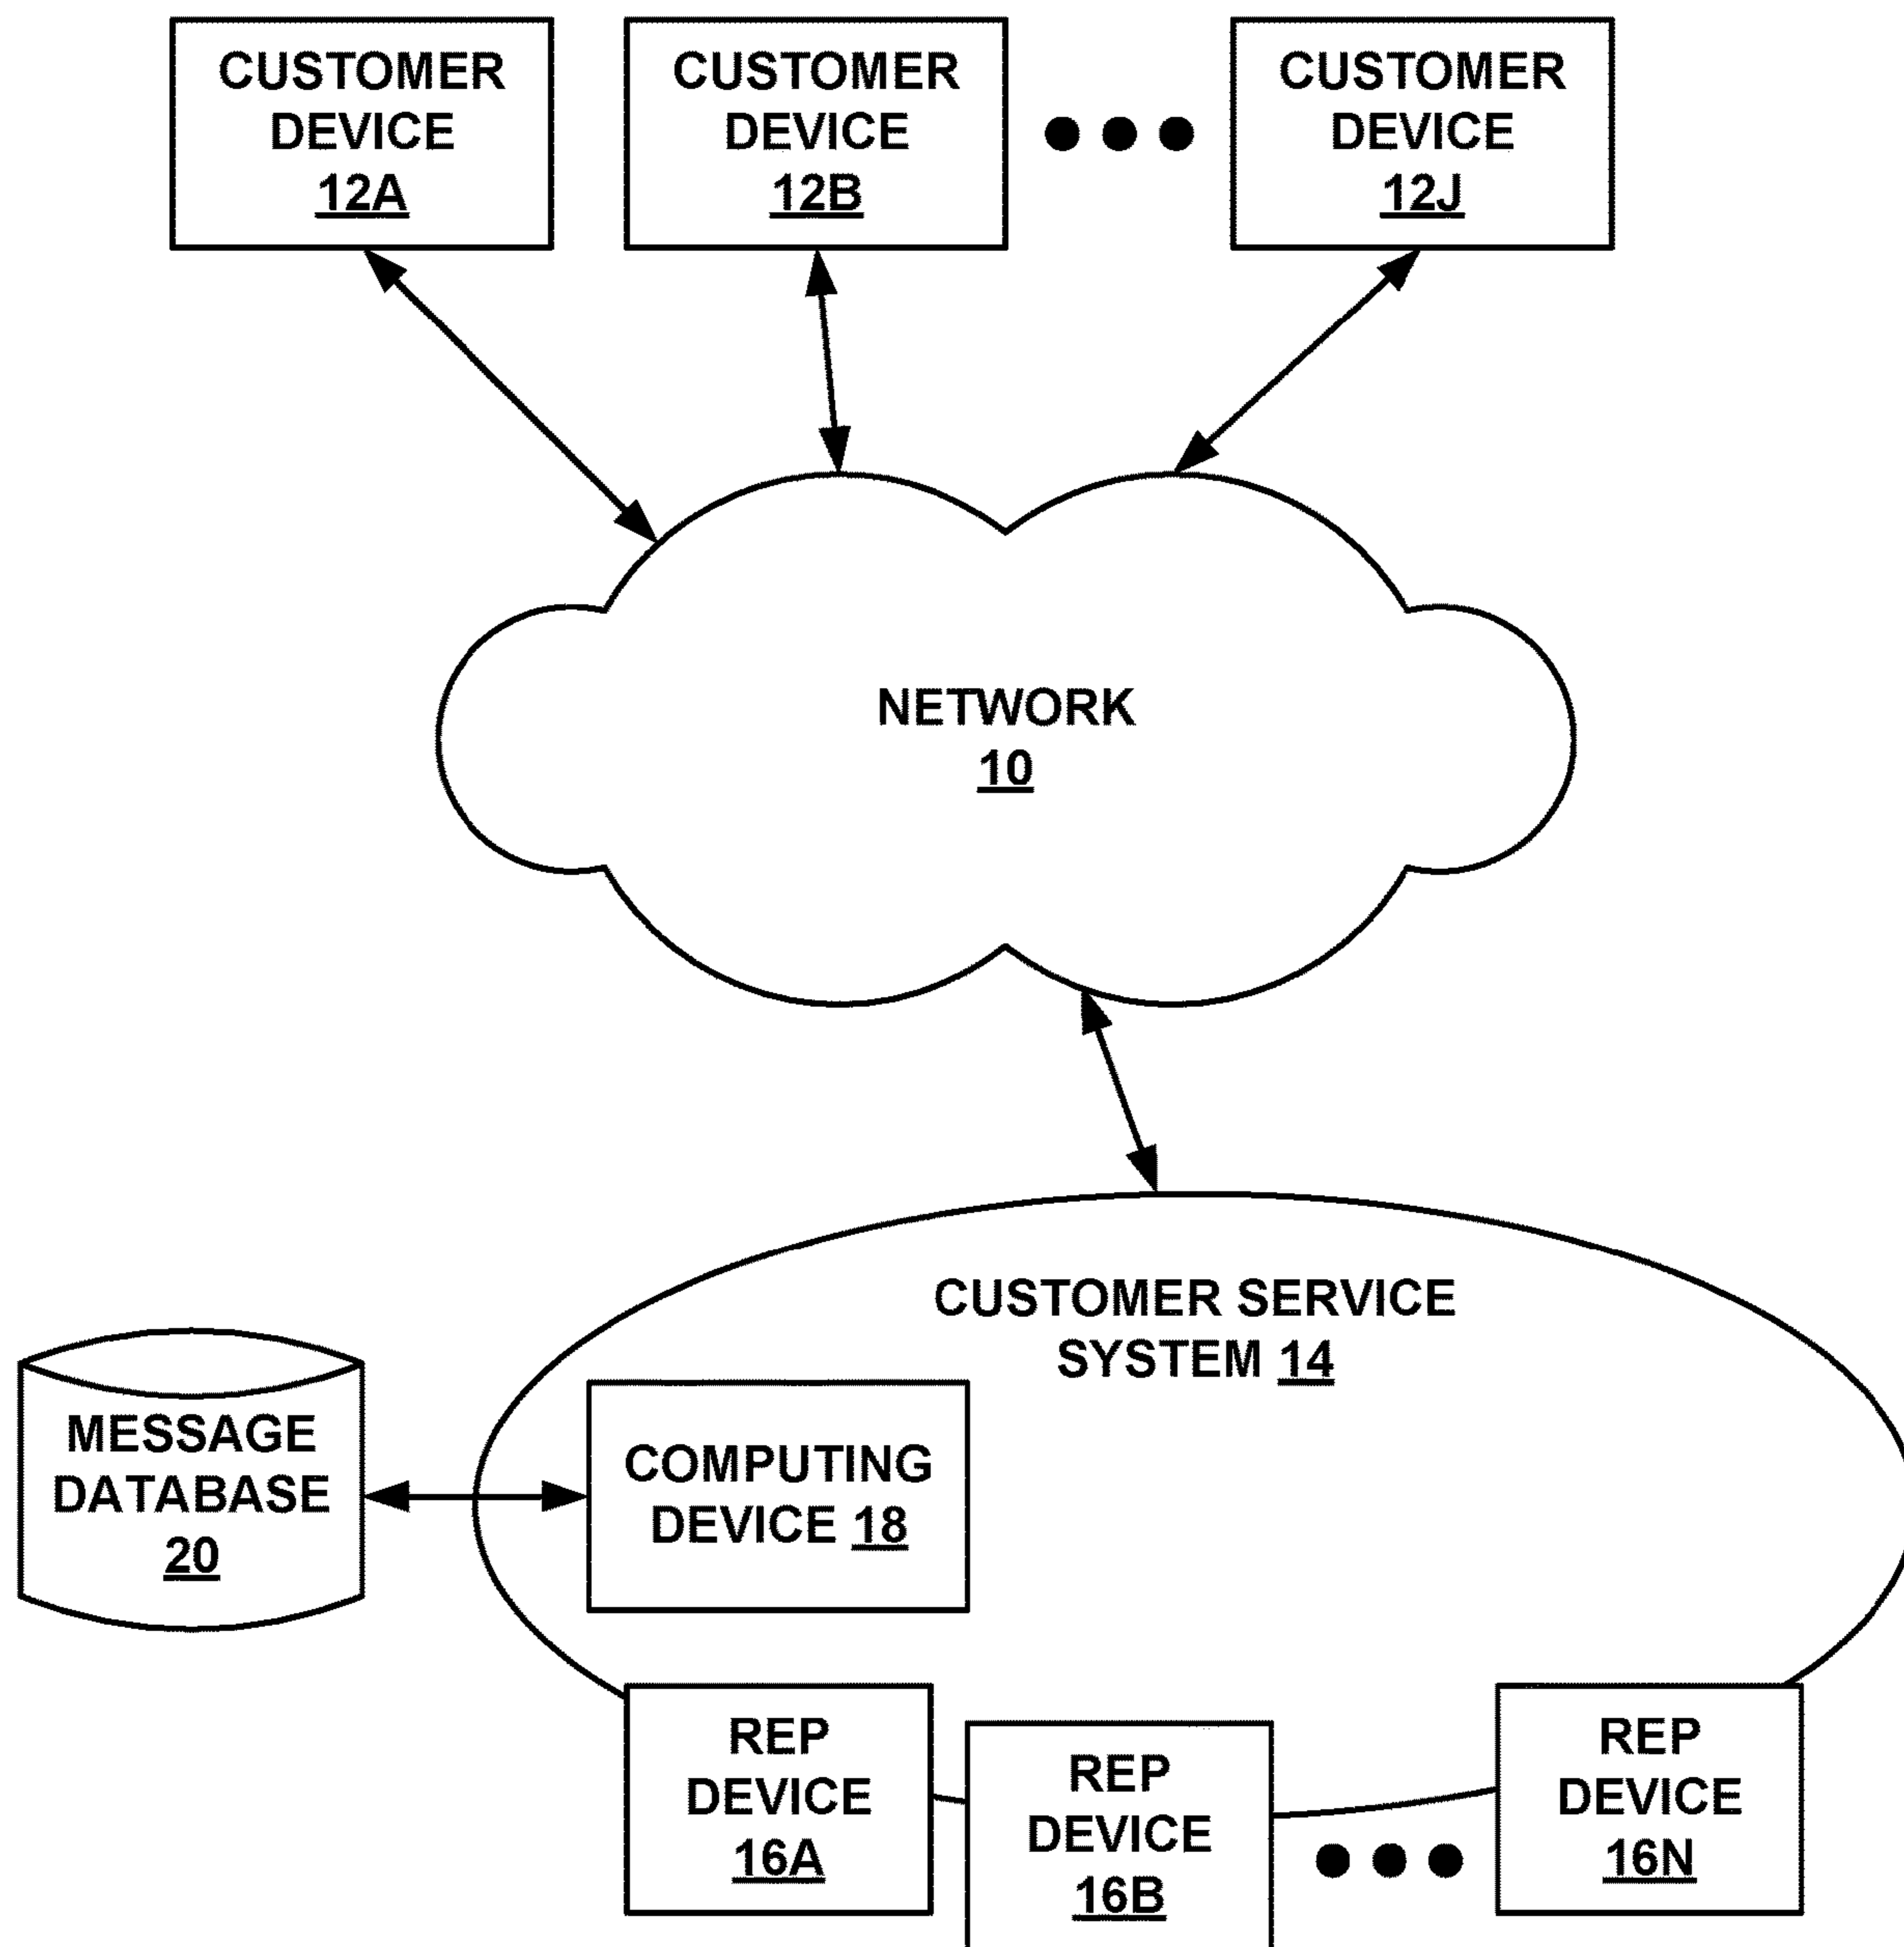 CUSTOMER
DEVICE
12A
CUSTOMER
DEVICE
12B
CUSTOMER
DEVICE
12J
NETWORK
10
CUSTOMER SERVICE
SYSTEM 14
MESSAGE
DATABASE
20
COMPUTING
DEVICE 18
REP
DEVICE
16A
REP
DEVICE
16B
REP
DEVICE
16N